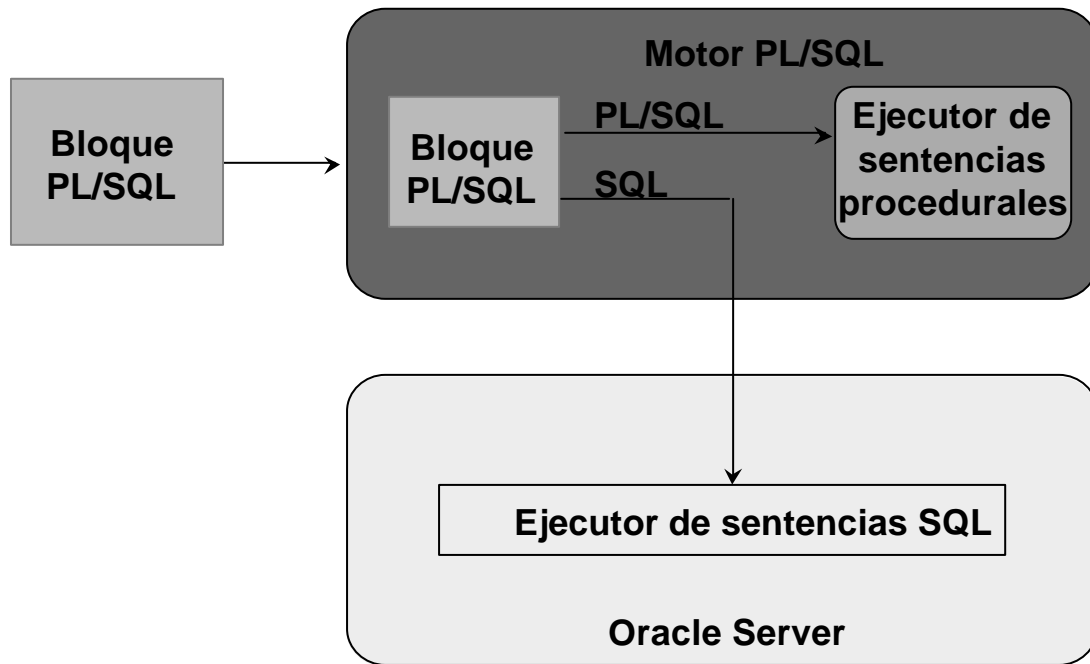 Motor PL/SQL
Bloque
PL/SQL
Bloque
PL/SQL
PL/SQL
SQL
Ejecutor de
sentencias
procedurales
Ejecutor de sentencias SQL
Oracle Server